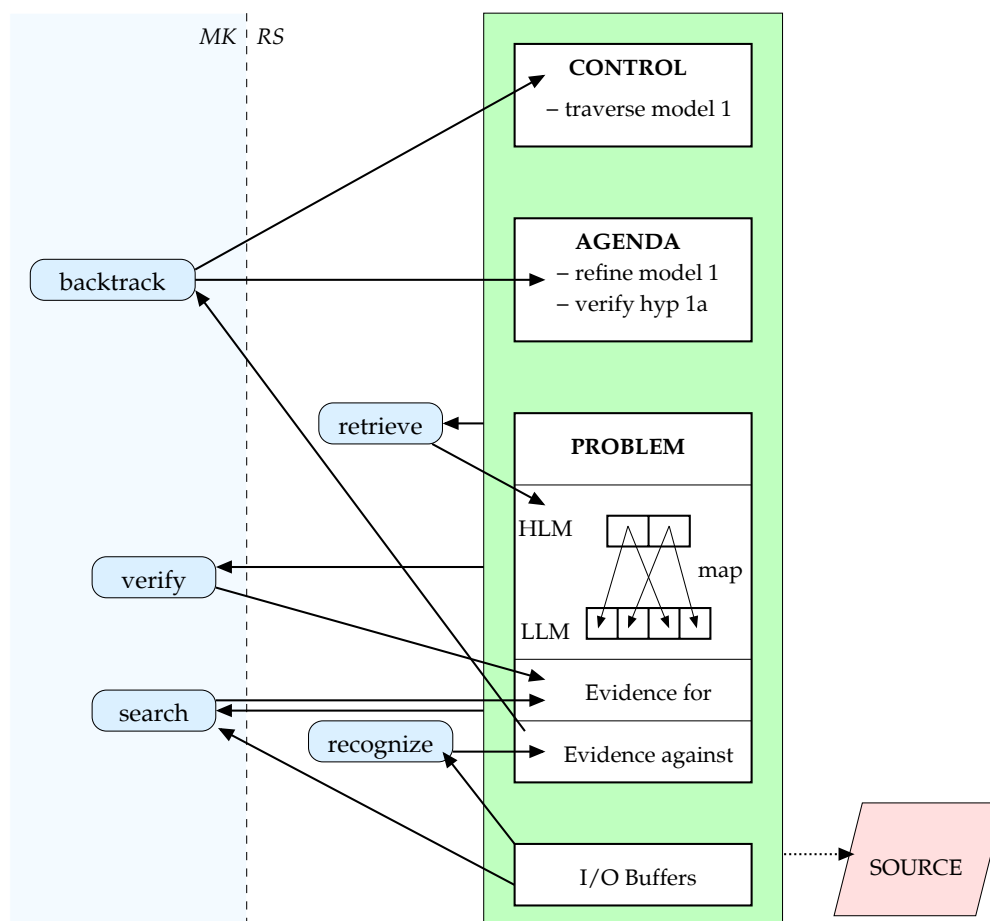 MK RS
CONTROL
– traverse model 1
AGENDA
– refine model 1
– verify hyp 1a
backtrack
retrieve
PROBLEM
HLM
map
verify
LLM
Evidence for
search
recognize
Evidence against
I/O Buffers
SOURCE